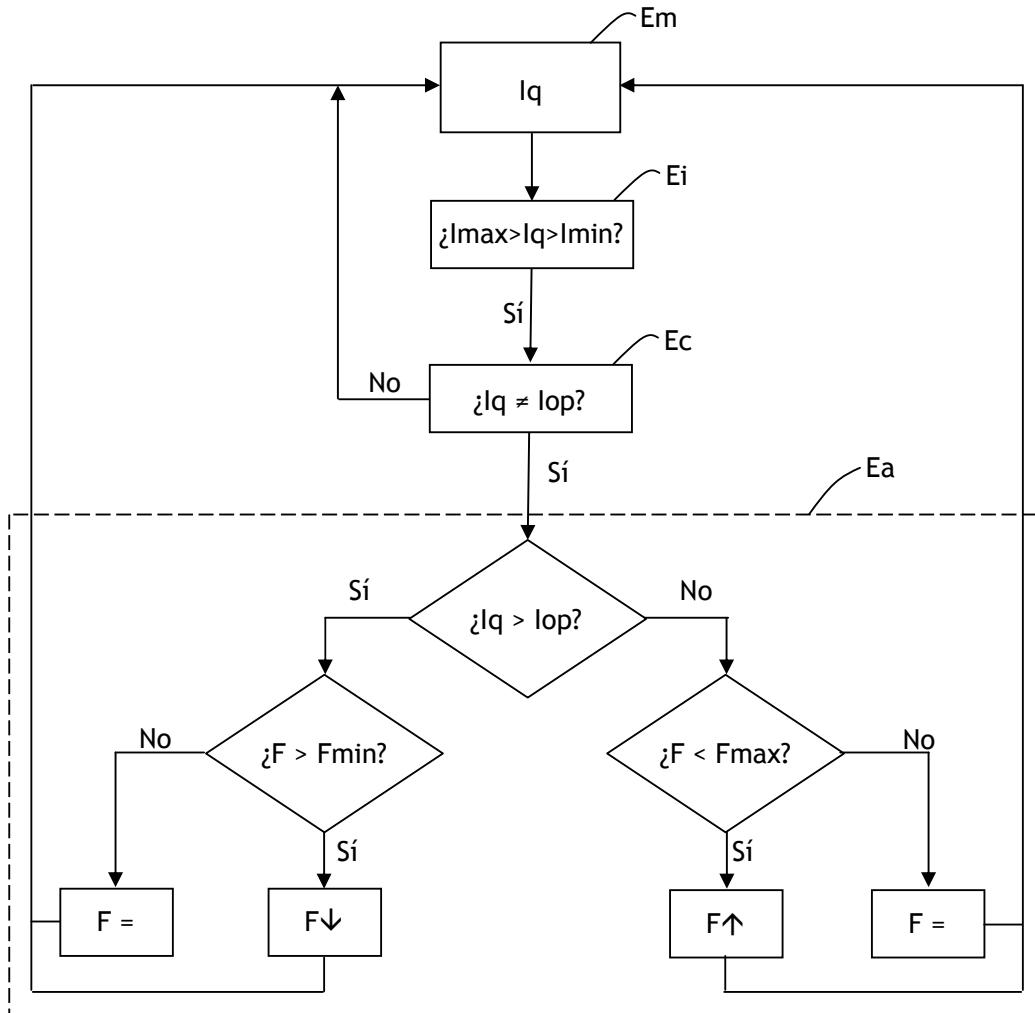 Em
Iq
Ei
¿Imax>Iq>Imin?
Sí
Ec
No
¿Iq ≠ Iop?
Sí
Ea
Sí
No
¿Iq > Iop?
No
¿F > Fmin?
¿F < Fmax?
No
Sí
Sí
F =
F↓
F↑
F =